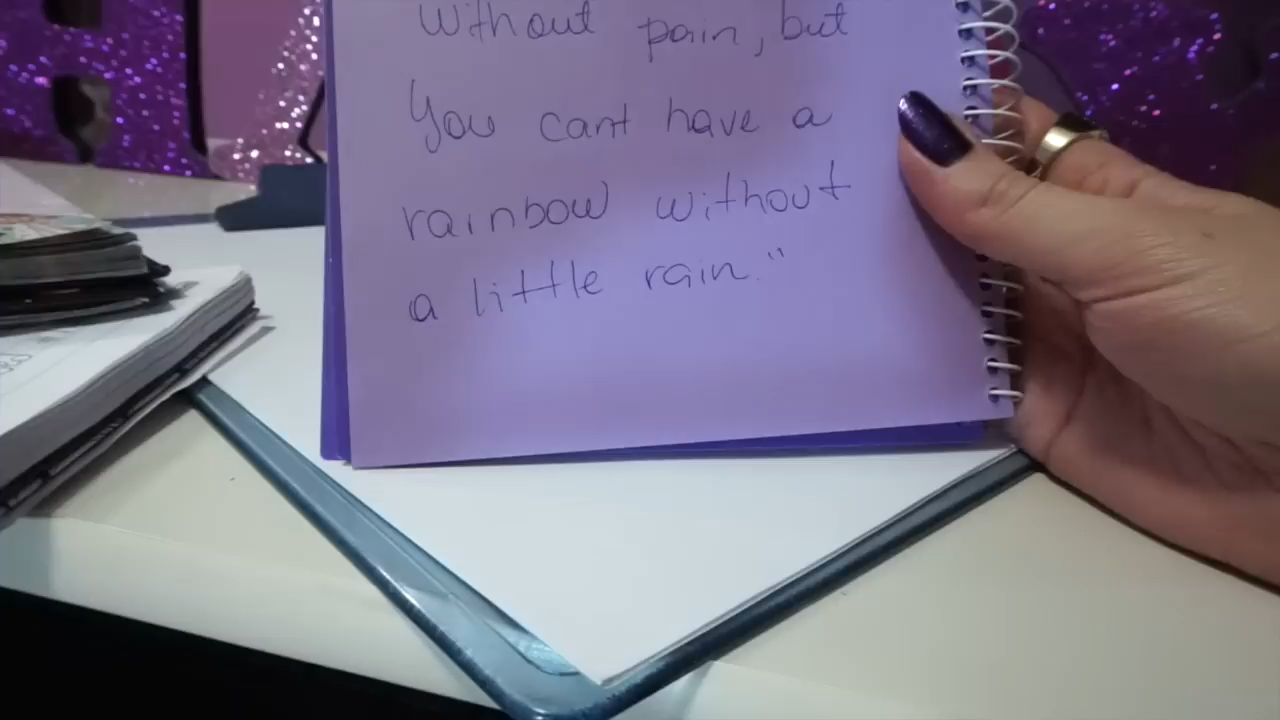 without pain, but
You cant have a
rainbow without
a little rain."